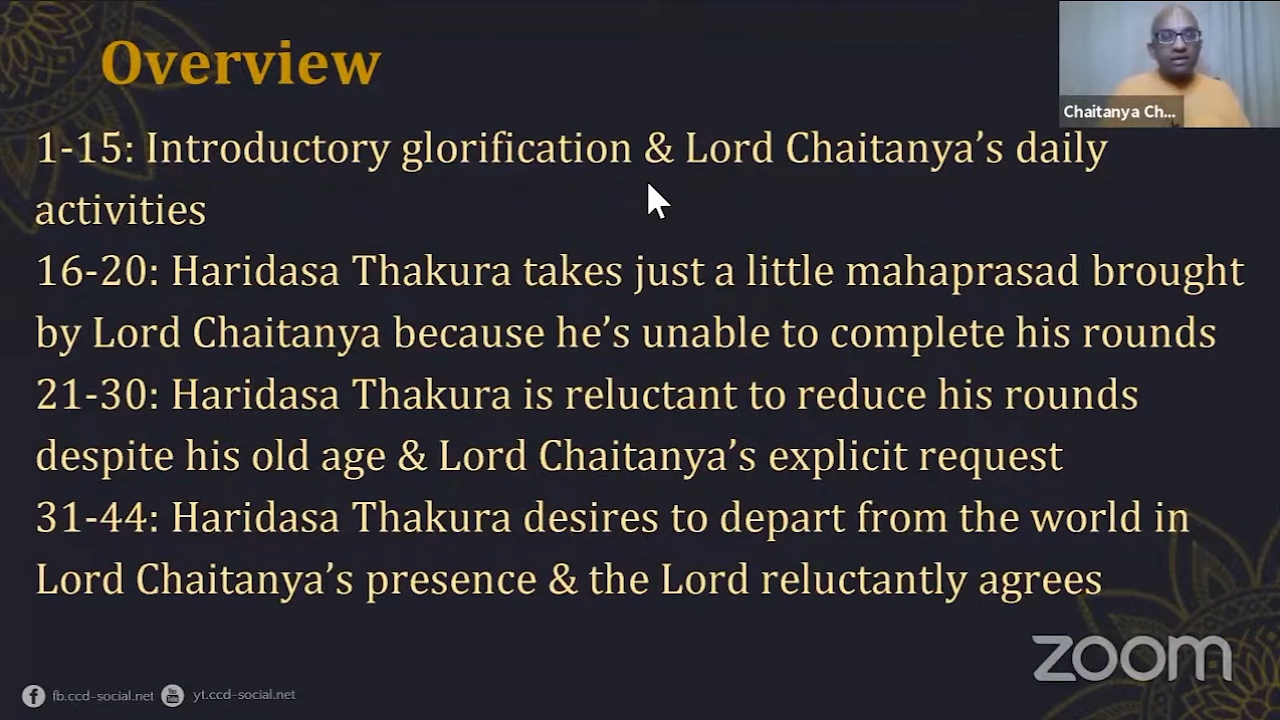 Overview
Chaitanya Ch...
1-15: Introductory glorification & Lord Chaitanya’s daily
activities
16-20: Haridasa Thakura takes just a little mahaprasad brought
by Lord Chaitanya because he’s unable to complete his rounds
21-30: Haridasa Thakura is reluctant to reduce his rounds
despite his old age & Lord Chaitanya’s explicit request
31-44: Haridasa Thakura desires to depart from the world in
Lord Chaitanya’s presence & the Lord reluctantly agrees
zoom
fb.ccd-social.net yt.ccd-social.net